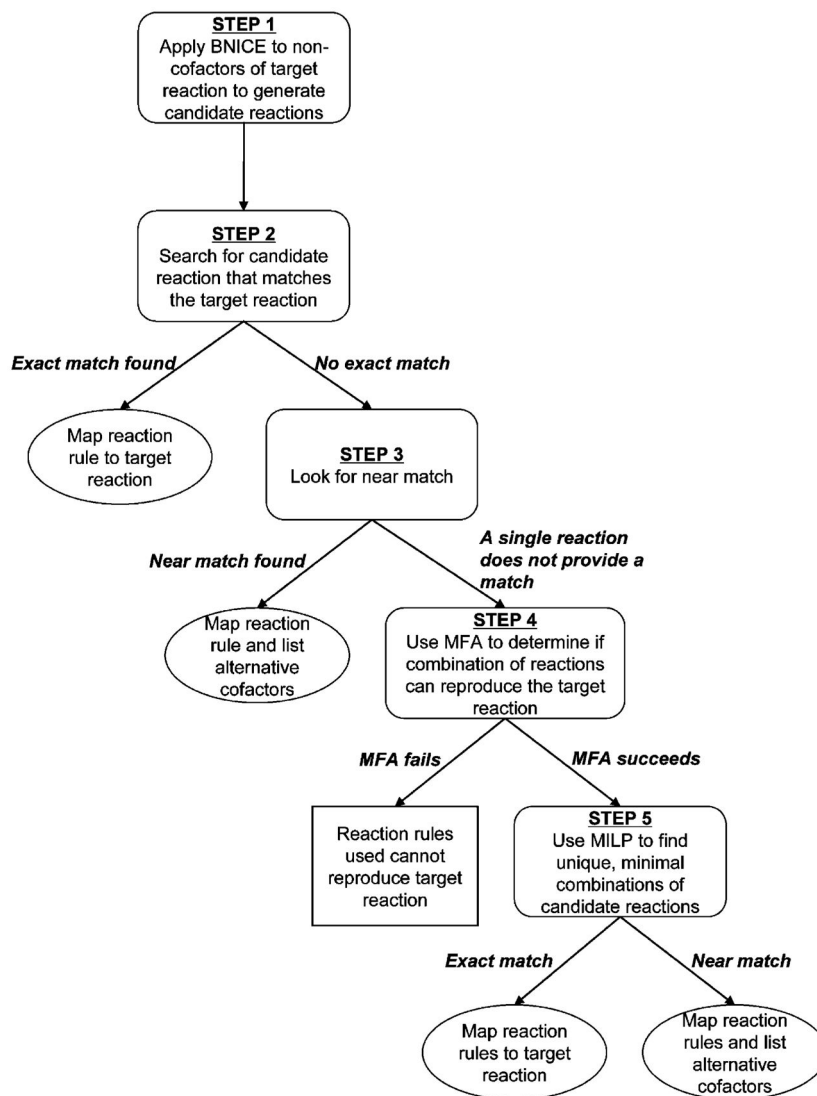 STEP 1
Apply BNICE to non-
cofactors of target
reaction to generate
candidate reactions
STEP 2
Search for candidate
reaction that matches
the target reaction
Exact match found
No exact match
Map reaction
rule to target
reaction
STEP 3
Look for near match
Near match found
A single reaction
does not provide a
match
Map reaction
rule and list
alternative
cofactors
STEP 4
Use MFA to determine if
combination of reactions
can reproduce the target
reaction
MFA fails
MFA succeeds
Reaction rules
used cannot
reproduce target
reaction
STEP 5
Use MILP to find
unique, minimal
combinations of
candidate reactions
Exact match
Near match
Map reaction
rules to target
reaction
Map reaction
rules and list
alternative
cofactors